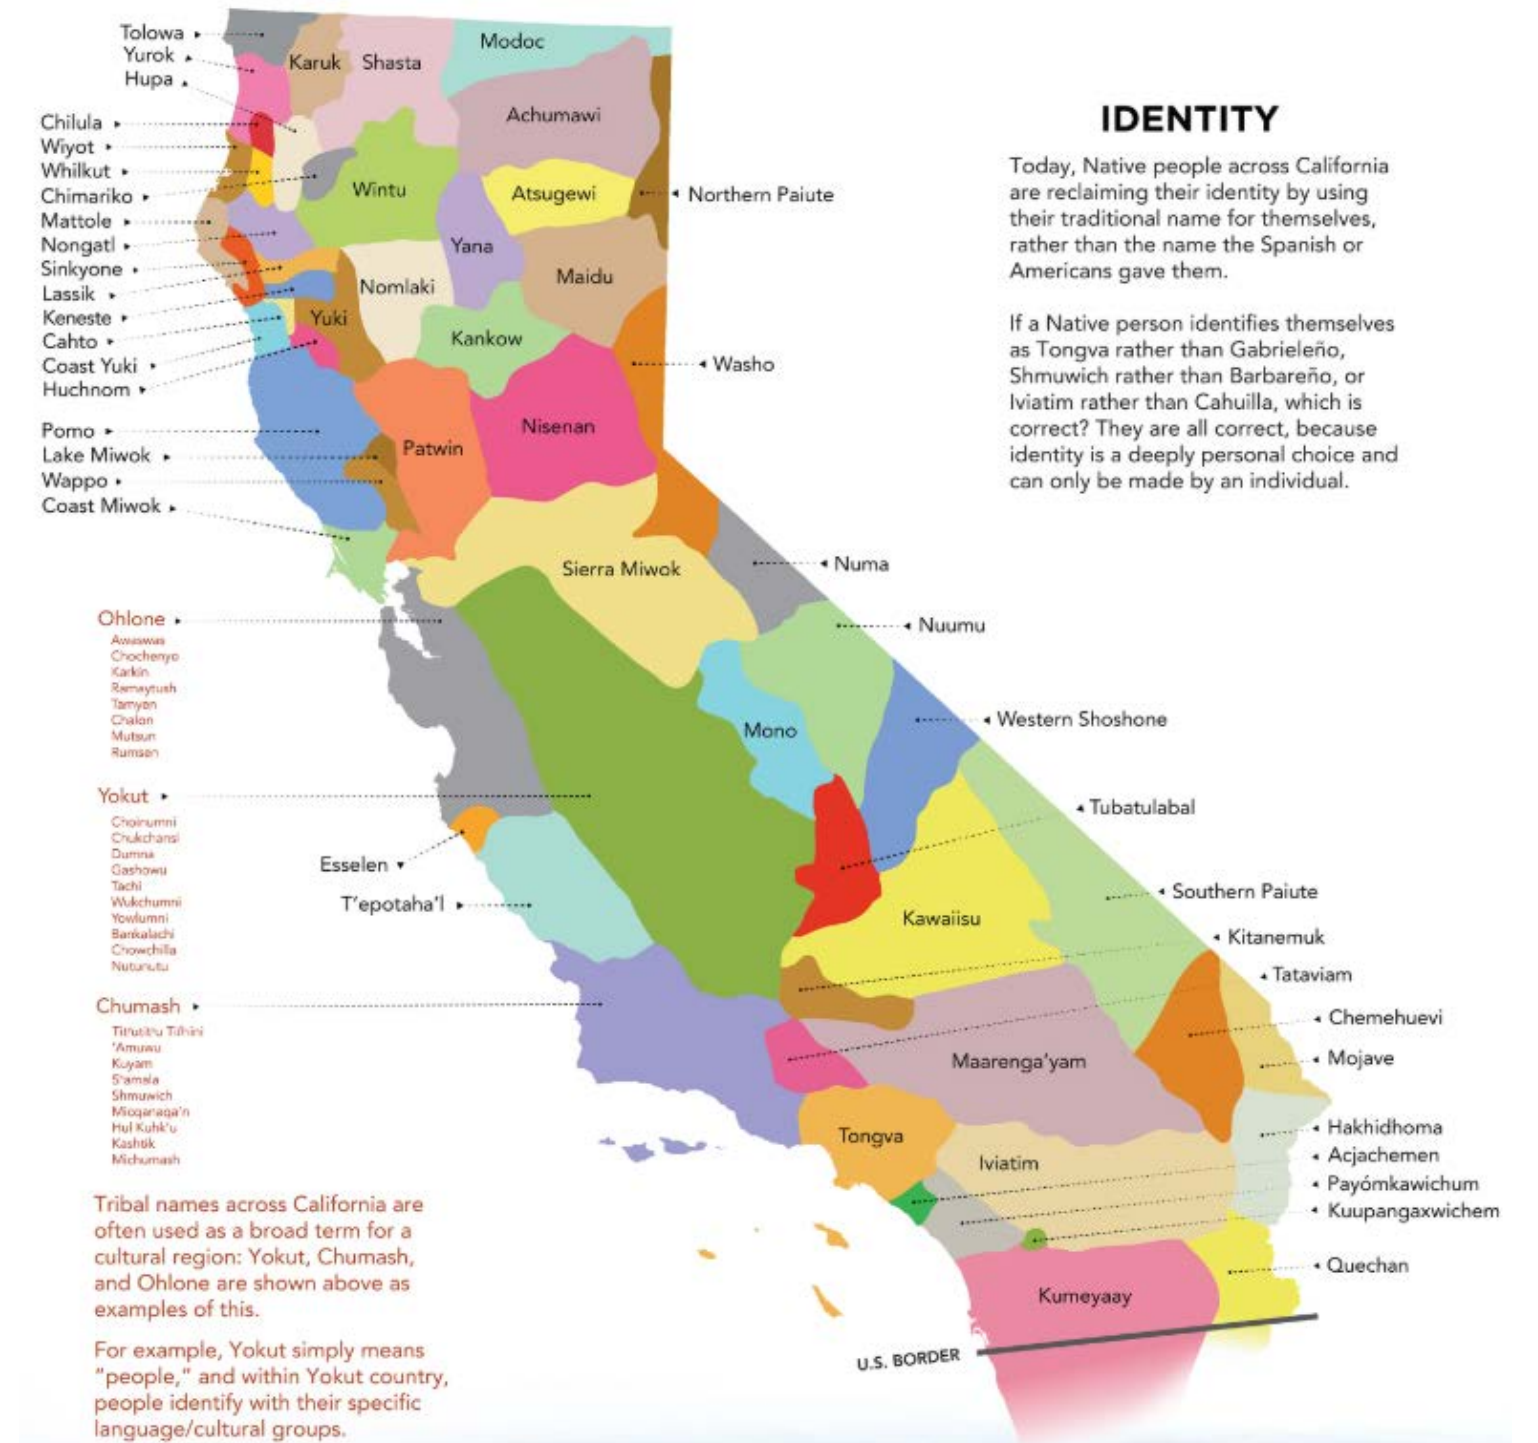 Tolowa
Yurok
Hupa
Chilula
Wiyot
Whilkut
Chimariko
Mattole
Nongatl
Sinkyone
Lassik
Keneste
Cahto
Coast Yuki
Huchnom
Pomo
Lake Miwok
Wappo
Coast Miwok
Karuk
Shasta
Modoc
Achumawi
Wintu
Atsugewi
Northern Paiute
Yana
Maidu
Nomlaki
Yuki
Kankow
Washo
Nisenan
Patwin
Sierra Miwok
Numa
Nuumu
Mono
Western Shoshone
Tubatulabal
Southern Paiute
Kawaiisu
Kitanemuk
Tataviam
Chemehuevi
Mojave
Maarenga'yam
Tongva
Iviatim
Hakhidhoma
Acjachemen
Payómkawichum
Kuupangaxwichem
Quechan
Kumeyaay
U.S. BORDER
IDENTITY
Today, Native people across California
are reclaiming their identity by using
their traditional name for themselves,
rather than the name the Spanish or
Americans gave them.
If a Native person identifies themselves
as Tongva rather than Gabrieleño,
Shmuwich rather than Barbareño, or
Iviatim rather than Cahuilla, which is
correct? They are all correct, because
identity is a deeply personal choice and
can only be made by an individual.
Ohlone
Awaswas
Chochenyo
Karkin
Ramaytush
Tamyen
Chalon
Mutsun
Rumsen
Yokut
Choinumni
Chukchansi
Dumna
Gashowu
Tachi
Wukchumni
Yowlumni
Bankalachi
Chowchilla
Nutunutu
Esselen
T'epotaha'l
Chumash
'Amuwu
Kuyam
S'amala
Shmuwich
Micqanaqa'n
Hul Kuhk'u
Kashtik
Michumash
Tribal names across California are
often used as a broad term for a
cultural region: Yokut, Chumash,
and Ohlone are shown above as
examples of this.
For example, Yokut simply means
"people," and within Yokut country,
people identify with their specific
language/cultural groups.